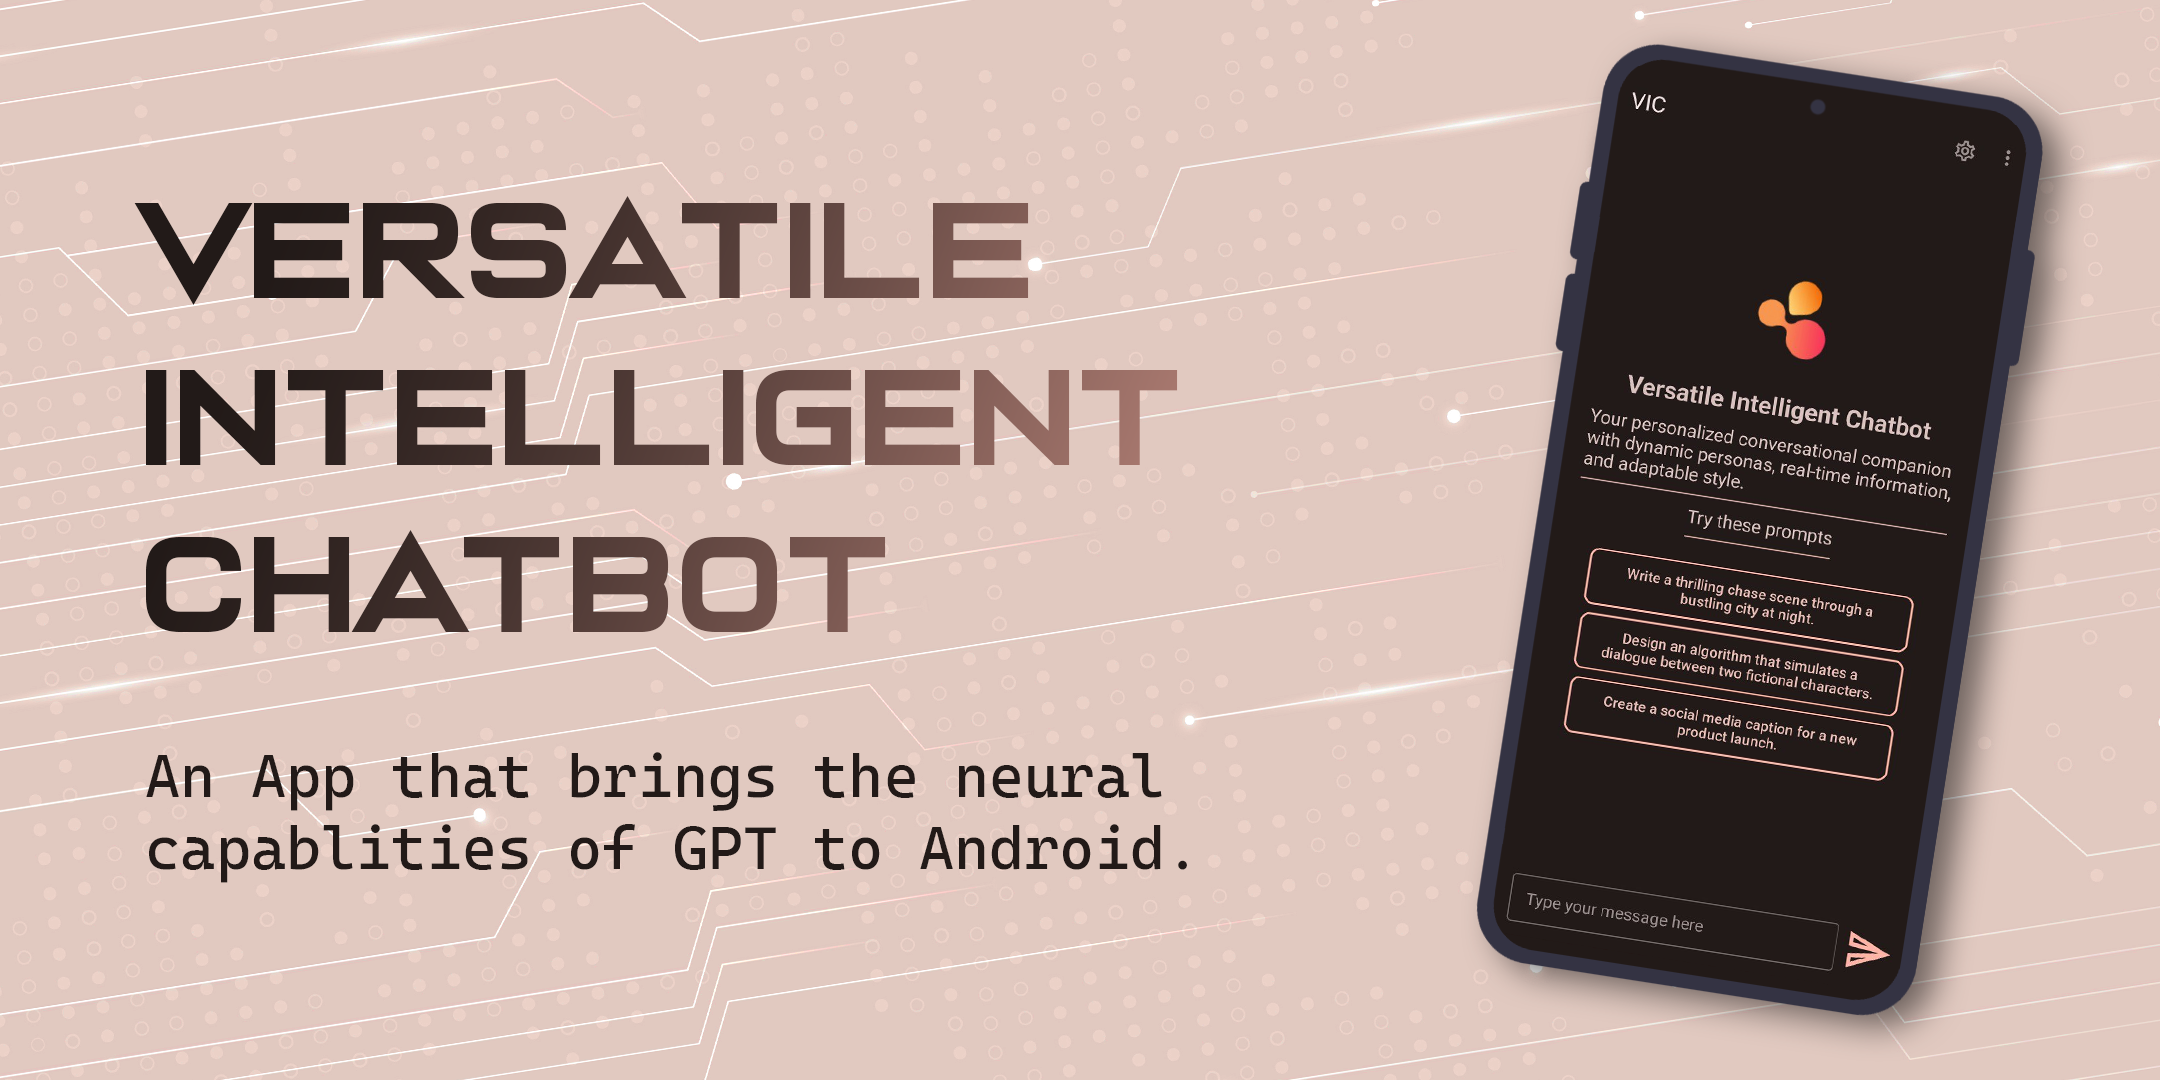 VERSATILE
INTELLIGENT
CHATBOT
An App that brings the neural
capablities of GPT to Android.
VIC
Versatile Intelligent Chatbot
Your personalized conversational companion
with dynamic personas, real-time information,
and adaptable style.
Try these prompts
Write a thrilling chase scene through a
bustling city at night.
Design an algorithm that simulates a
dialogue between two fictional characters.
Create a social media caption for a new
product launch.
Type your message here